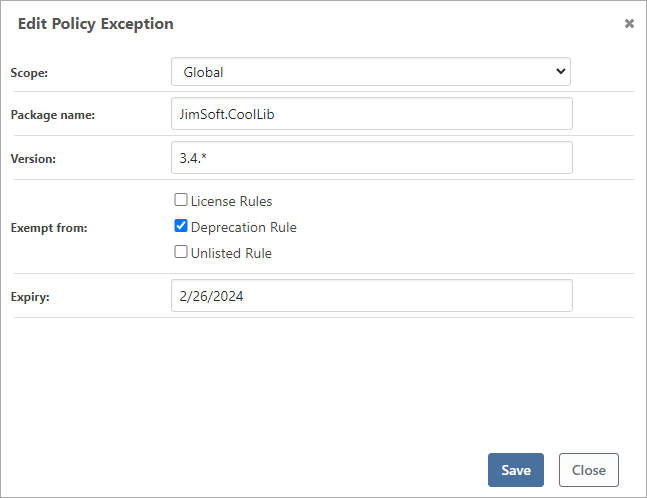 Edit Policy Exception
Scope: Global
Package name: JimSoft.CoolLib
Version: 3.4.*
License Rules
Exempt from: Deprecation Rule
Unlisted Rule
Expiry: 2/26/2024
Save Close